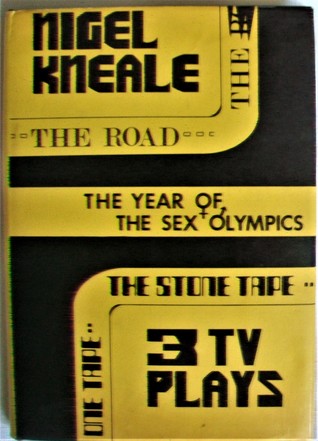 NIGEL
KNEALE
THE
THE ROAD
THE YEAR OF
THE SEX OLYMPICS
THE STONE TAPE
ONE TAPE
3 TV
PLAYS